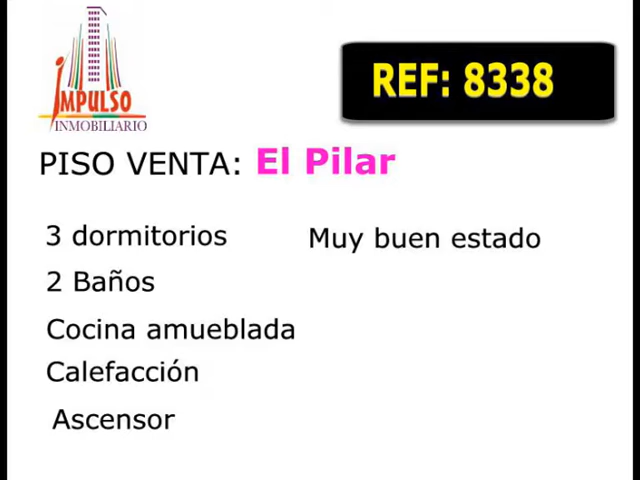 IMPULSO
INMOBILIARIO
REF: 8338
PISO VENTA: El Pilar
3 dormitorios
Muy buen estado
2 Baños
Cocina amueblada
Calefacción
Ascensor